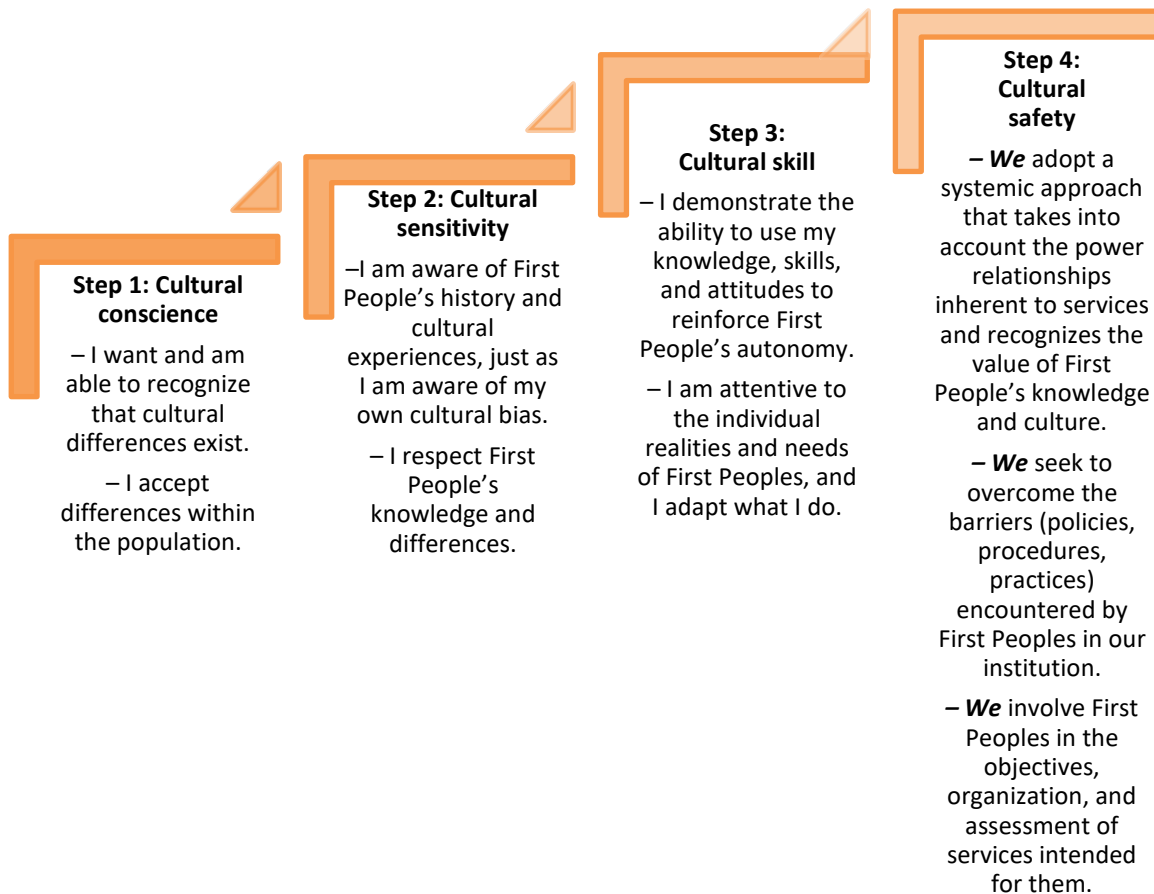 Step 1: Cultural
conscience
– I want and am
able to recognize
that cultural
differences exist.
– I accept
differences within
the population.
Step 2: Cultural
sensitivity
–I am aware of First
People’s history and
cultural
experiences, just as
I am aware of my
own cultural bias.
– I respect First
People’s
knowledge and
differences.
Step 3:
Cultural skill
– I demonstrate the
ability to use my
knowledge, skills,
and attitudes to
reinforce First
People’s autonomy.
– I am attentive to
the individual
realities and needs
of First Peoples, and
I adapt what I do.
Step 4:
Cultural
safety
– We adopt a
systemic approach
that takes into
account the power
relationships
inherent to services
and recognizes the
value of First
People’s knowledge
and culture.
– We seek to
overcome the
barriers (policies,
procedures,
practices)
encountered by
First Peoples in our
institution.
– We involve First
Peoples in the
objectives,
organization, and
assessment of
services intended
for them.